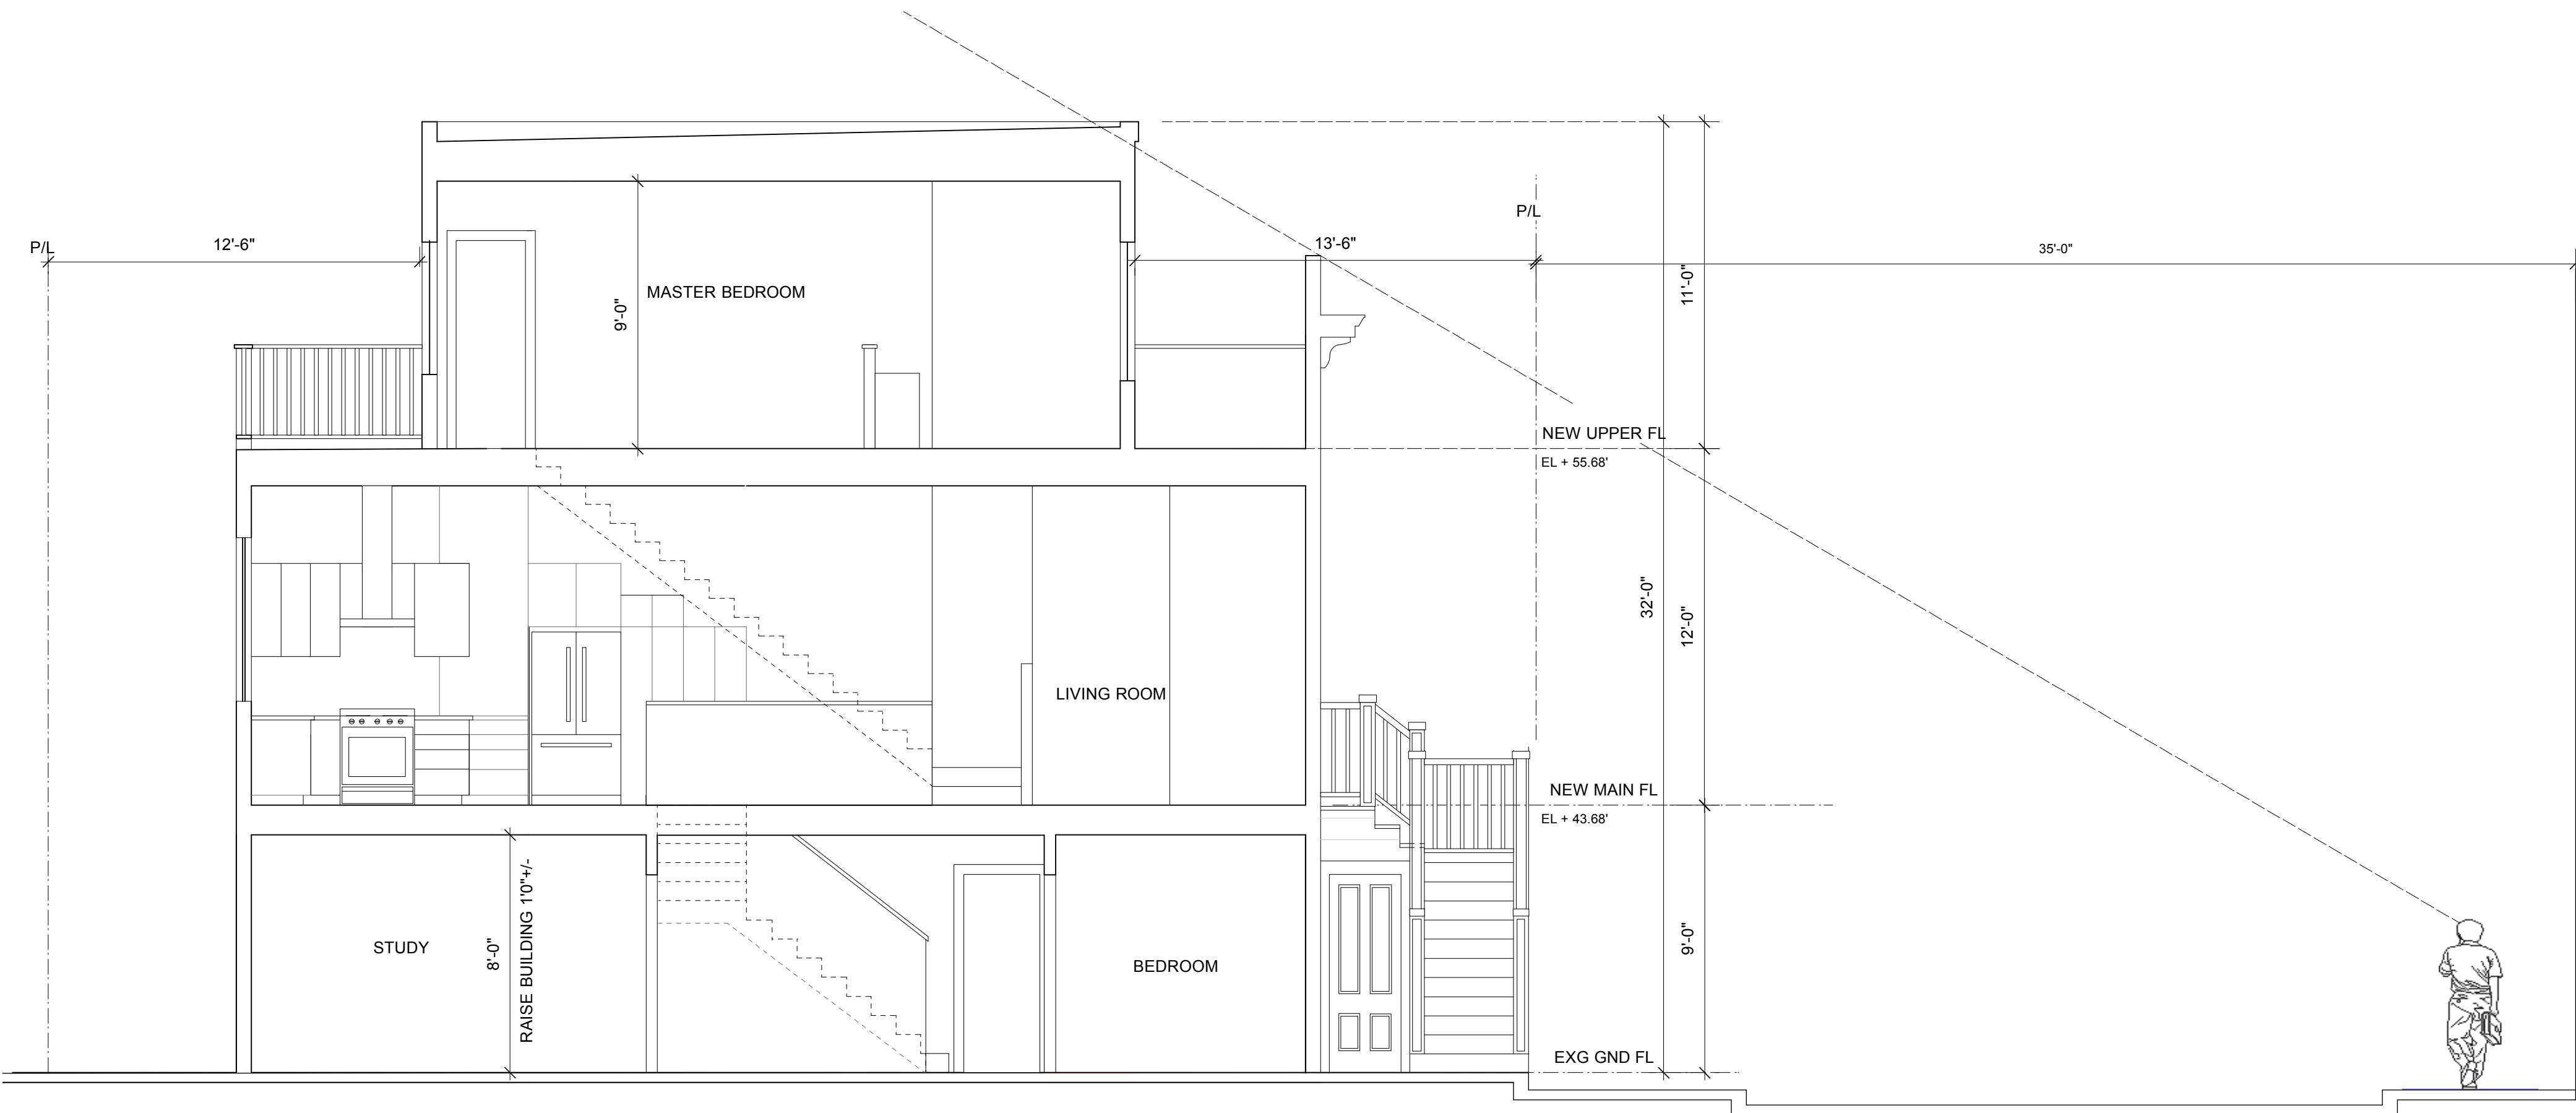 P/L
12'-6"
P/L
13'-6"
35'-0"
11'-0"
MASTER BEDROOM
9'-0"
NEW UPPER FL
EL + 55.68'
32'-0"
12'-0"
LIVING ROOM
NEW MAIN FL
EL + 43.68'
STUDY
8'-0"
RAISE BUILDING 1'0"+/-
BEDROOM
9'-0"
EXG GND FL